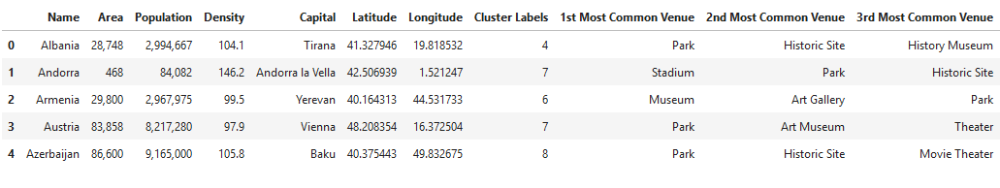 Name Area Population Density Capital Latitude Longitude Cluster Labels 1st Most Common Venue 2nd Most Common Venue 3rd Most Common Venue
0 Albania 28,748 2,994,667 104.1 Tirana 41.327946 19.818532 4 Park Historic Site History Museum
1 Andorra 468 84,082 146.2 Andorra la Vella 42.506939 1.521247 7 Stadium Park Historic Site
2 Armenia 29,800 2,967,975 99.5 Yerevan 40.164313 44.531733 6 Museum Art Gallery Park
3 Austria 83,858 8,217,280 97.9 Vienna 48.208354 16.372504 7 Park Art Museum Theater
4 Azerbaijan 86,600 9,165,000 105.8 Baku 40.375443 49.832675 8 Park Historic Site Movie Theater